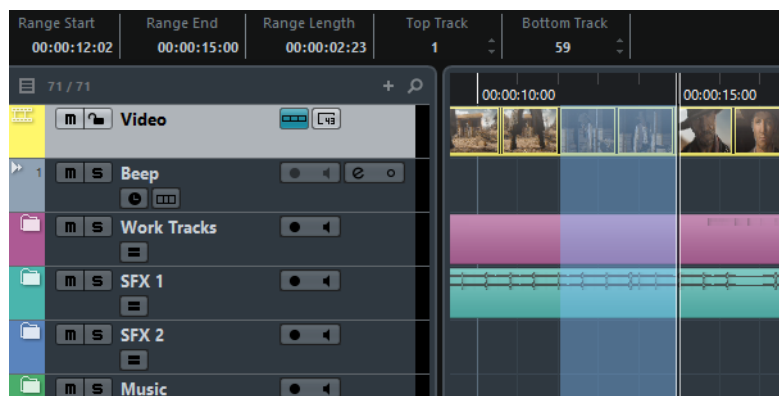 Range Start Range End Range Length Top Track Bottom Track
00:00:12:02 00:00:15:00 00:00:02:23 1 59
71 / 71 +
00:00:10:00 00:00:15:00
m Video 43
1 m S Beep e
m S Work Tracks
m S SFX 1
m S SFX 2
m S Music